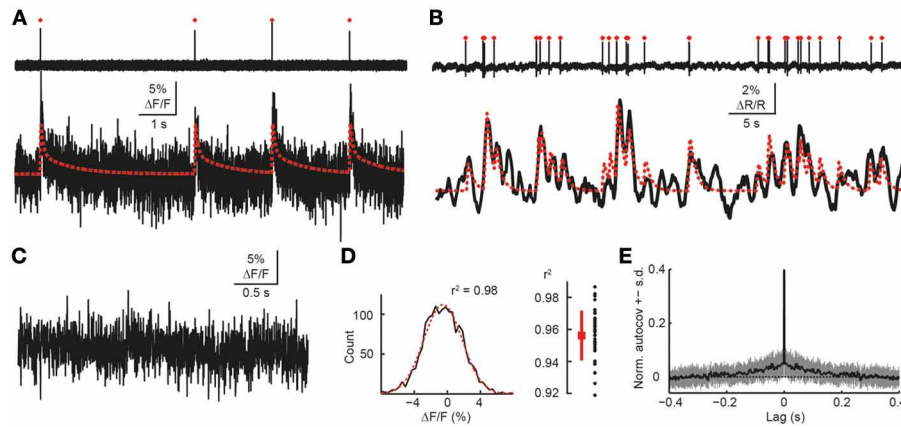 A
5%
ΔF/F
1 s
B
2%
ΔR/R
5 s
C
5%
ΔF/F
0.5 s
D
r² = 0.98
Count
100
50
−4 0 4
ΔF/F (%)
r²
0.98
0.96
0.94
0.92
E
Norm. autocov +− s.d.
0.4
0.2
0
−0.4 −0.2 0 0.2 0.4
Lag (s)